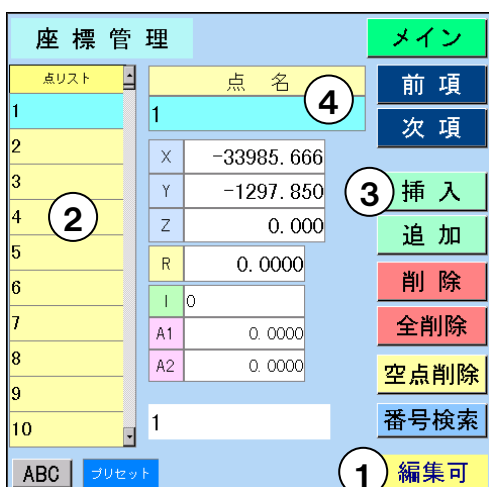 座標管理 メイン
点リスト
1
2
3
4
5
6
7
8
9
10
②
点 名
④
1
X -33985.666
Y -1297.850
Z 0.000
R 0.0000
I 0
A1 0.0000
A2 0.0000
1
前 項
次 項
③ 挿 入
追 加
削 除
全削除
空点削除
番号検索
ABC プリセット ① 編集可